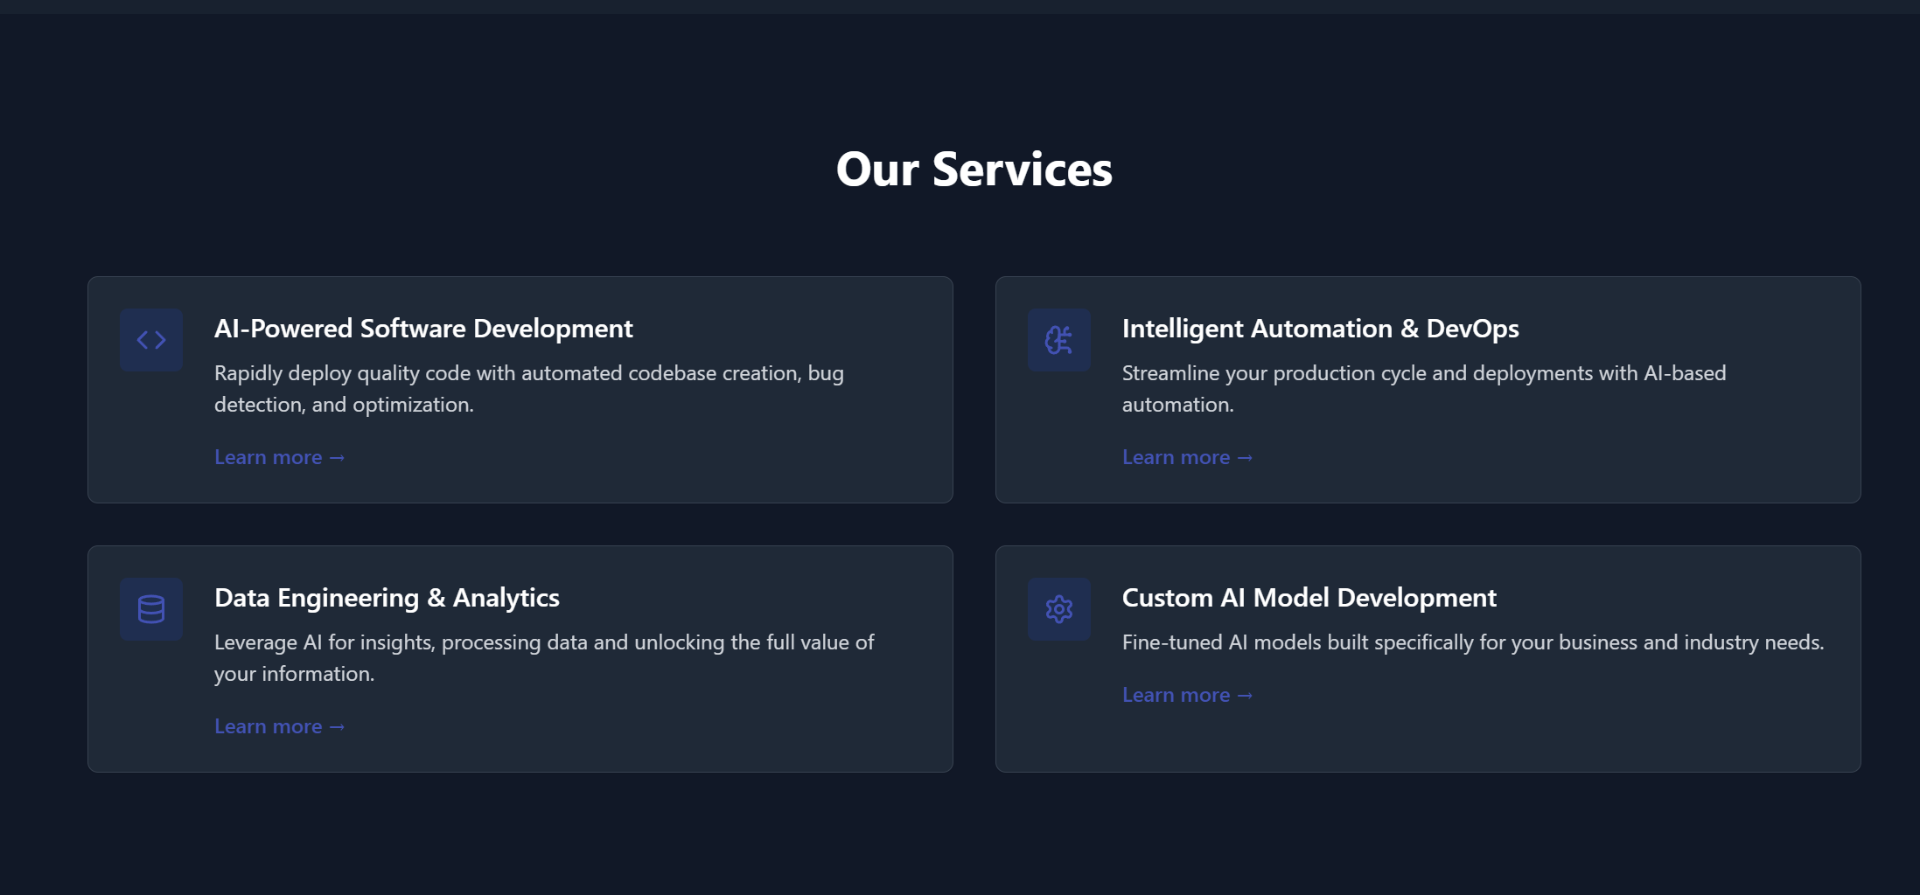 Our Services
AI-Powered Software Development
Rapidly deploy quality code with automated codebase creation, bug
detection, and optimization.
Learn more →
Intelligent Automation & DevOps
Streamline your production cycle and deployments with AI-based
automation.
Learn more →
Data Engineering & Analytics
Leverage AI for insights, processing data and unlocking the full value of
your information.
Learn more →
Custom AI Model Development
Fine-tuned AI models built specifically for your business and industry needs.
Learn more →